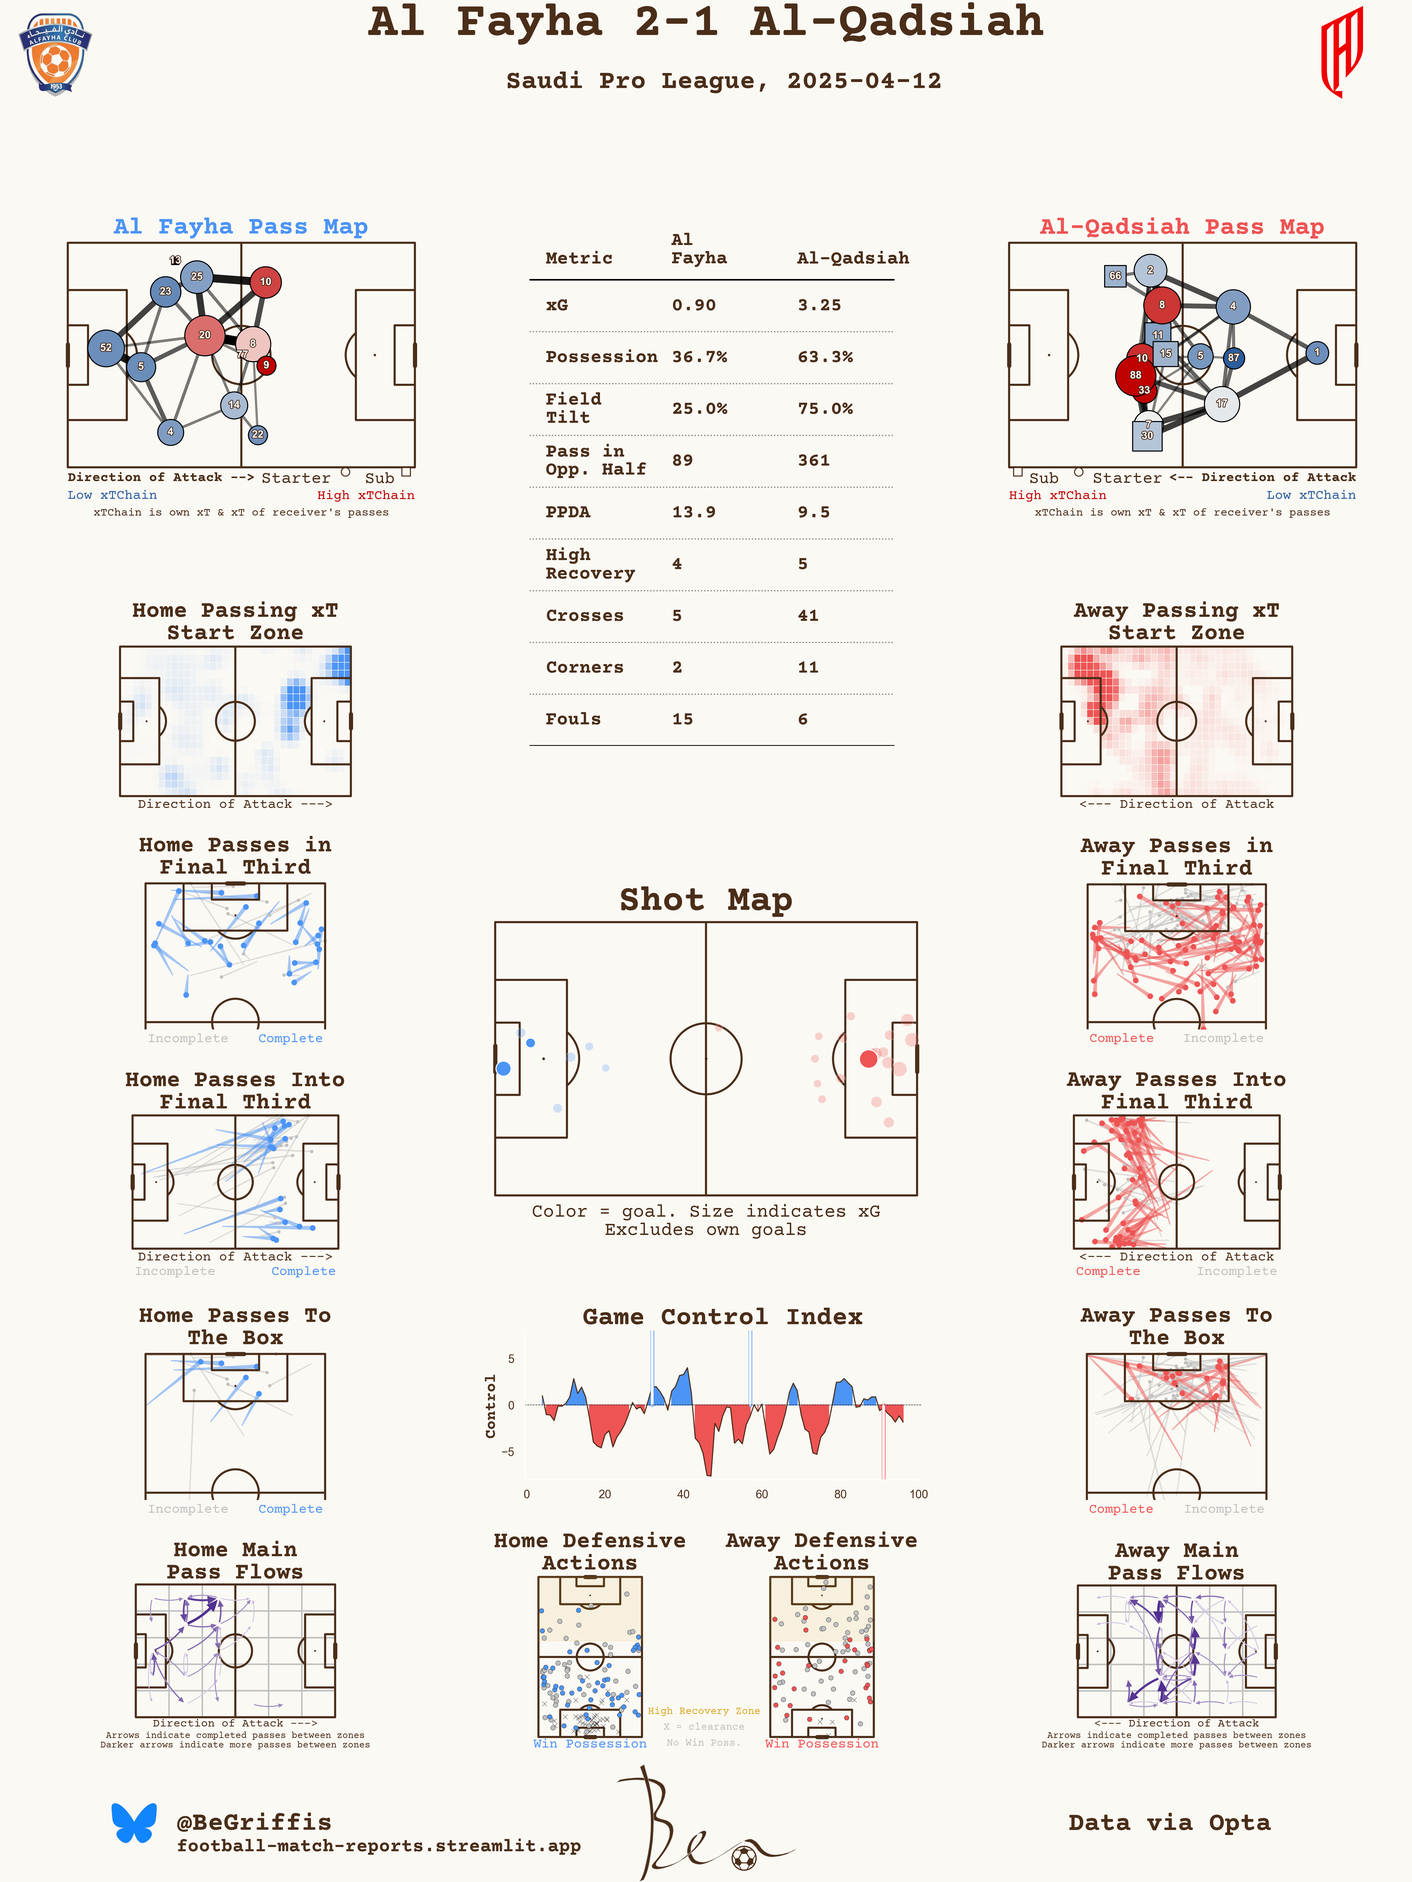 Al Fayha 2-1 Al-Qadsiah
Saudi Pro League, 2025-04-12
نادي الفيحاء
ALFAYHA CLUB
1953
Al Fayha Pass Map
13
25
10
23
20
8
77
52
5
9
14
4
22
Direction of Attack --> Starter Sub
Low xTChain High xTChain
xTChain is own xT & xT of receiver's passes
Metric Al Fayha Al-Qadsiah
xG 0.90 3.25
Possession 36.7% 63.3%
Field Tilt 25.0% 75.0%
Pass in Opp. Half 89 361
PPDA 13.9 9.5
High Recovery 4 5
Crosses 5 41
Corners 2 11
Fouls 15 6
Al-Qadsiah Pass Map
66
2
8
4
11
10
15
5
87
1
88
33
17
7
30
Sub Starter <-- Direction of Attack
High xTChain Low xTChain
xTChain is own xT & xT of receiver's passes
Home Passing xT
Start Zone
Direction of Attack --->
Away Passing xT
Start Zone
<--- Direction of Attack
Home Passes in
Final Third
Incomplete Complete
Away Passes in
Final Third
Complete Incomplete
Shot Map
Color = goal. Size indicates xG
Excludes own goals
Home Passes Into
Final Third
Direction of Attack --->
Incomplete Complete
Away Passes Into
Final Third
<--- Direction of Attack
Complete Incomplete
Home Passes To
The Box
Incomplete Complete
Game Control Index
Control
5
0
−5
0 20 40 60 80 100
Away Passes To
The Box
Complete Incomplete
Home Main
Pass Flows
Direction of Attack --->
Arrows indicate completed passes between zones
Darker arrows indicate more passes between zones
Home Defensive
Actions
Win Possession
Away Defensive
Actions
Win Possession
High Recovery Zone
X = clearance
No Win Poss.
Away Main
Pass Flows
<--- Direction of Attack
Arrows indicate completed passes between zones
Darker arrows indicate more passes between zones
@BeGriffis
football-match-reports.streamlit.app
Ben
Data via Opta